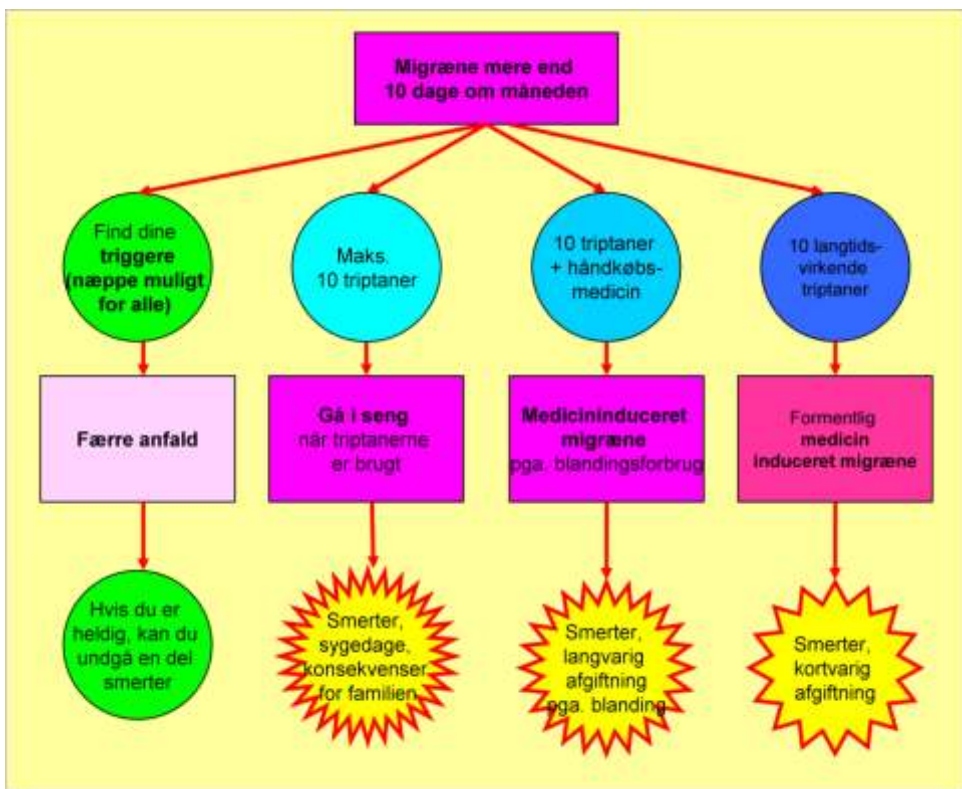 Migræne mere end
10 dage om måneden
Find dine
triggere
(næppe muligt
for alle)
Maks.
10 triptaner
10 triptaner
+ håndkøbs-
medicin
10 langtids-
virkende
triptaner
Færre anfald
Gå i seng
når triptanerne
er brugt
Medicininduceret
migræne
pga. blandingsforbrug
Formentlig
medicin
induceret migræne
Hvis du er
heldig, kan du
undgå en del
smerter
Smerter,
sygedage,
konsekvenser
for familien
Smerter,
langvarig
afgiftning
pga. blanding
Smerter,
kortvarig
afgiftning